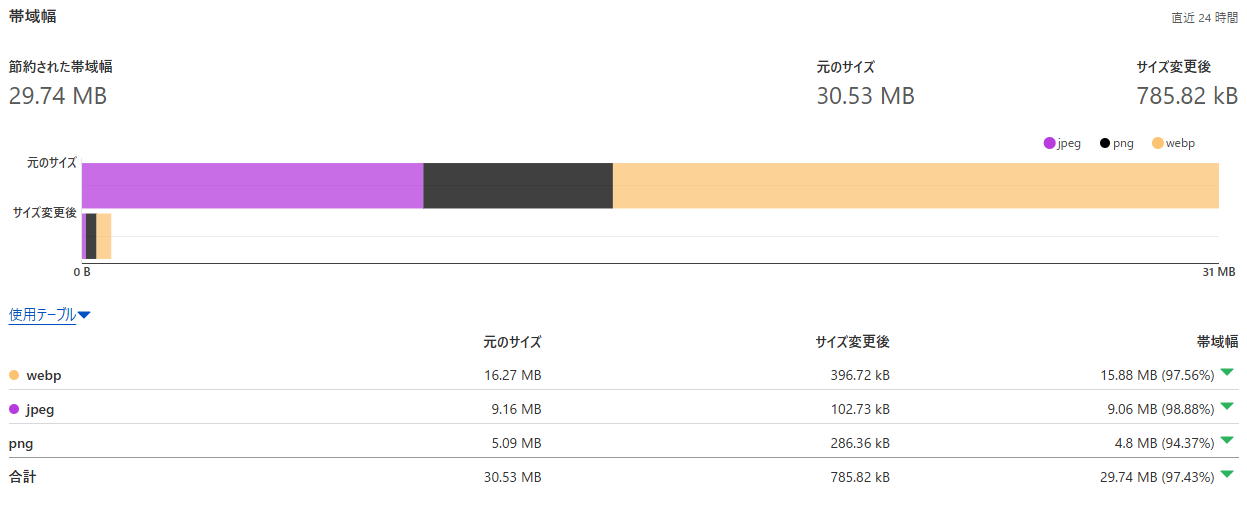 帯域幅 直近 24 時間
節約された帯域幅 元のサイズ サイズ変更後
29.74 MB 30.53 MB 785.82 kB
jpeg png webp
元のサイズ
サイズ変更後
0 B 31 MB
使用テーブル
元のサイズ サイズ変更後 帯域幅
webp 16.27 MB 396.72 kB 15.88 MB (97.56%)
jpeg 9.16 MB 102.73 kB 9.06 MB (98.88%)
png 5.09 MB 286.36 kB 4.8 MB (94.37%)
合計 30.53 MB 785.82 kB 29.74 MB (97.43%)